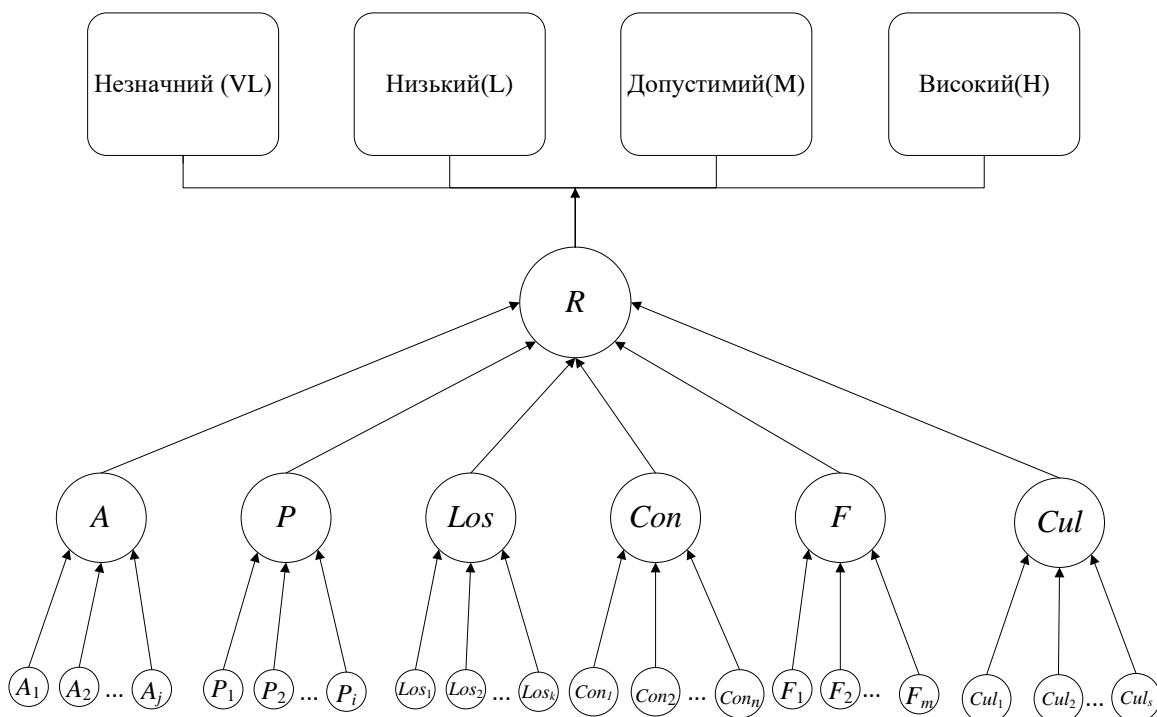 Незначний (VL) Низький(L) Допустимий(M) Високий(H)
R
A P Los Con F Cul
A₁ A₂ ... Aⱼ P₁ P₂ ... Pᵢ Los₁ Los₂ ... Losₖ Con₁ Con₂ ... Conₙ F₁ F₂ ... Fₘ Cul₁ Cul₂ ... Culₛ